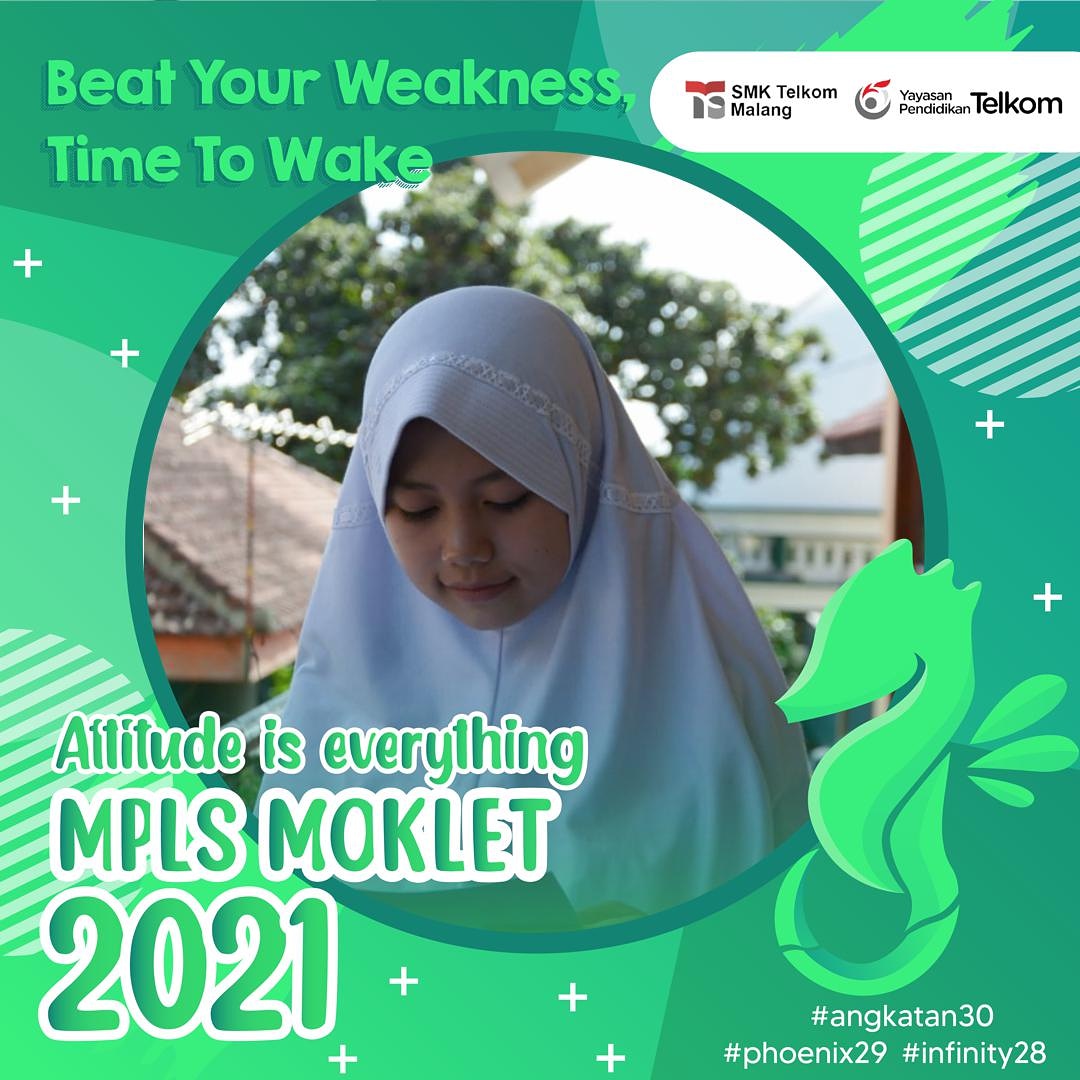 Beat Your Weakness,
Time To Wake
SMK Telkom
Malang
Yayasan
Pendidikan Telkom
Attitude is everything
MPLS MOKLET
2021
#angkatan30
#phoenix29 #infinity28